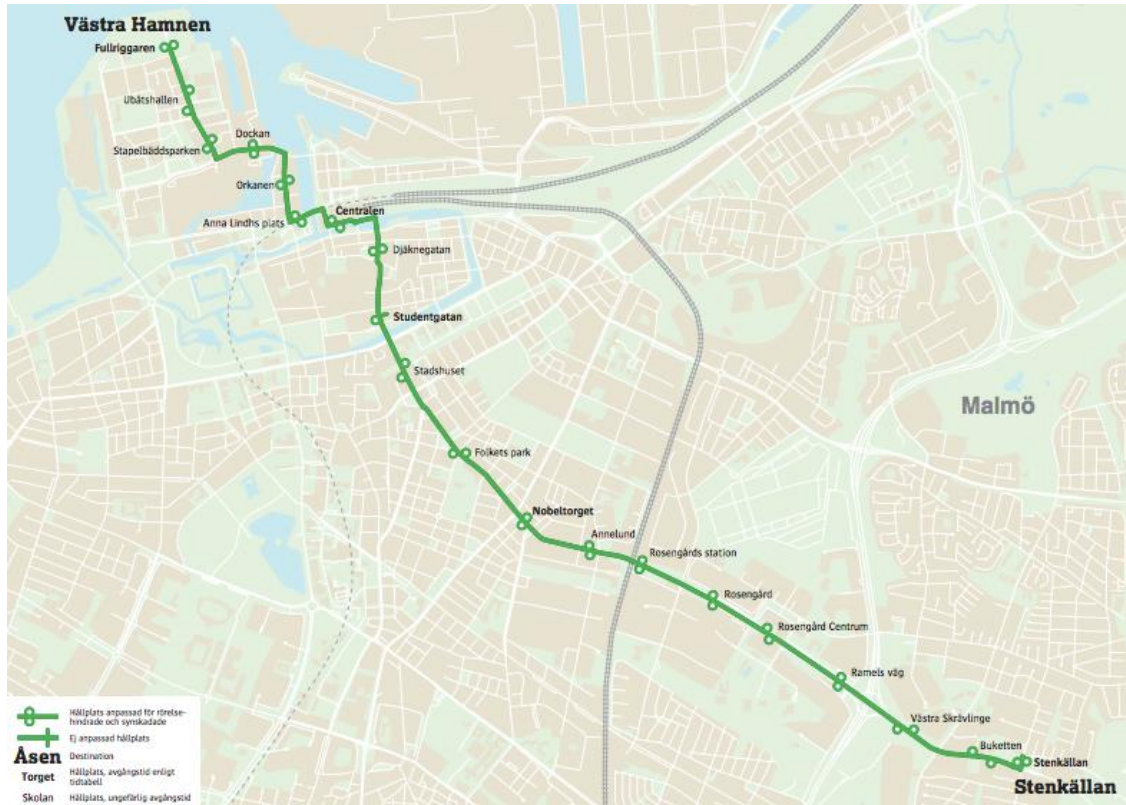 Västra Hamnen
Fullriggaren
Ubåtshallen
Dockan
Stapelbäddsparken
Orkanen
Anna Lindhs plats
Centralen
Djäknegatan
Studentgatan
Stadshuset
Malmö
Folkets park
Nobeltorget
Annelund
Rosengårds station
Rosengård
Rosengård Centrum
Ramels väg
Västra Skrävlinge
Buketten
Stenkällan
Stenkällan
Hållplats anpassad för rörelse-
hindrade och synskadade
Ej anpassad hållplats
Åsen Destination
Torget Hållplats, avgångstid enligt
tidtabell
Skolan Hållplats, ungefärlig avgångstid